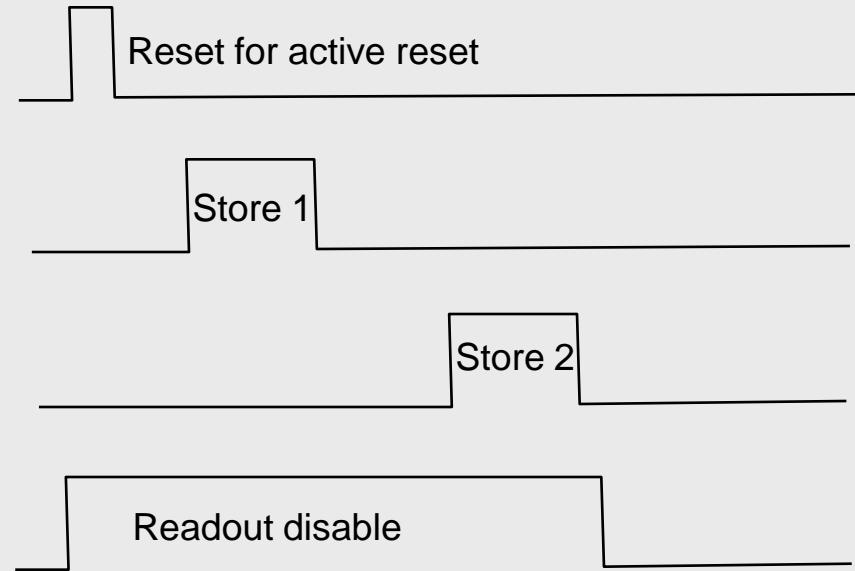 Reset for active reset
Store 1
Store 2
Readout disable